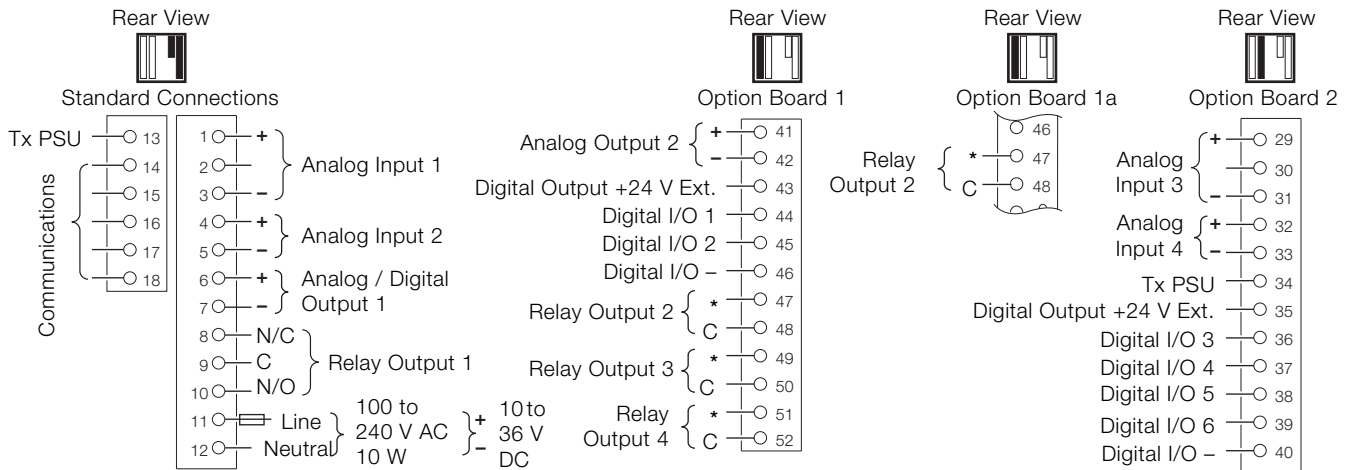 Rear View
Standard Connections
Tx PSU
13
14
15
16
17
18
Communications
1 + 
2
3 –
Analog Input 1
4 +
5 –
Analog Input 2
6 +
7 –
Analog / Digital
Output 1
8 N/C
9 C
10 N/O
Relay Output 1
11 Line
12 Neutral
100 to
240 V AC
10 W
+
–
10 to
36 V
DC
Rear View
Option Board 1
Analog Output 2 + 41
– 42
Digital Output +24 V Ext. 43
Digital I/O 1 44
Digital I/O 2 45
Digital I/O – 46
Relay Output 2 * 47
C 48
Relay Output 3 * 49
C 50
Relay
Output 4
* 51
C 52
Rear View
Option Board 1a
46
Relay
Output 2
* 47
C 48
Rear View
Option Board 2
Analog
Input 3
+ 29
30
– 31
Analog
Input 4
+ 32
– 33
Tx PSU 34
Digital Output +24 V Ext. 35
Digital I/O 3 36
Digital I/O 4 37
Digital I/O 5 38
Digital I/O 6 39
Digital I/O – 40